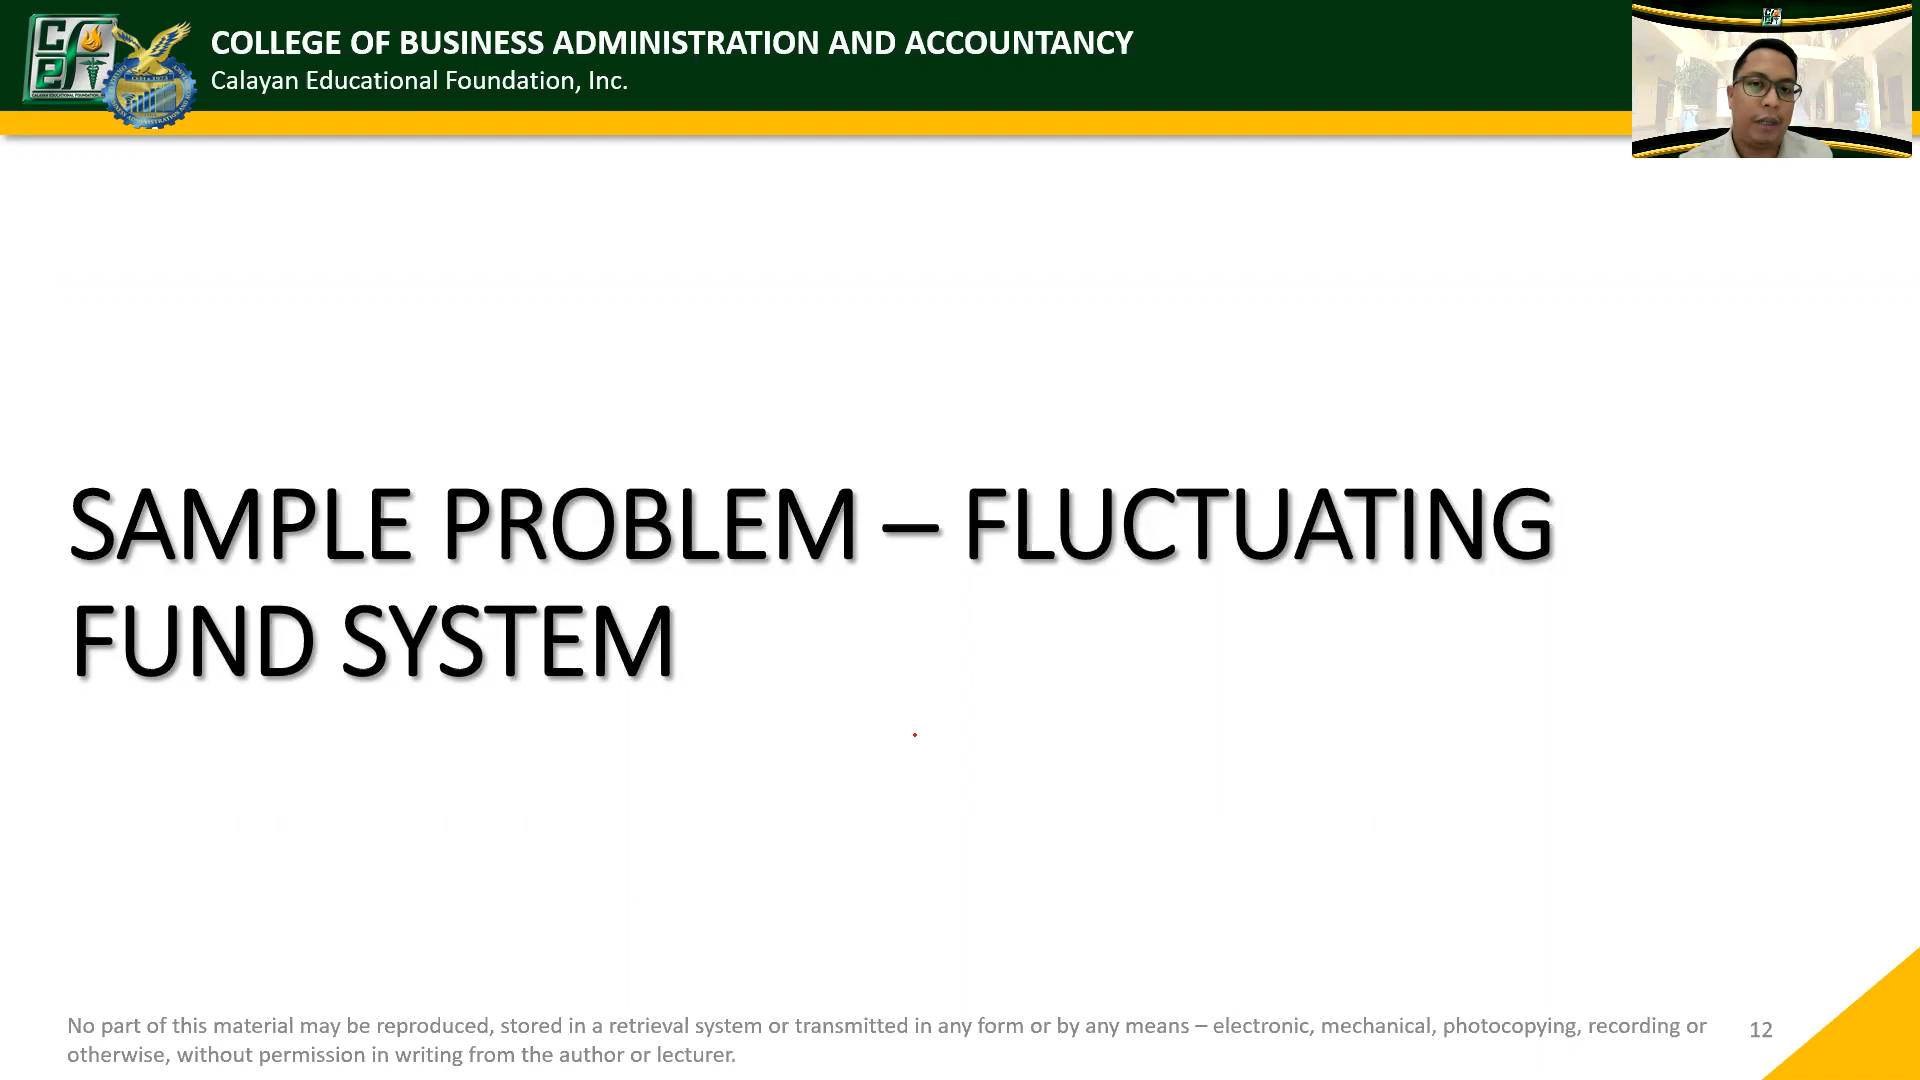 COLLEGE OF BUSINESS ADMINISTRATION AND ACCOUNTANCY
Calayan Educational Foundation, Inc.
SAMPLE PROBLEM – FLUCTUATING
FUND SYSTEM
No part of this material may be reproduced, stored in a retrieval system or transmitted in any form or by any means – electronic, mechanical, photocopying, recording or
otherwise, without permission in writing from the author or lecturer.
12